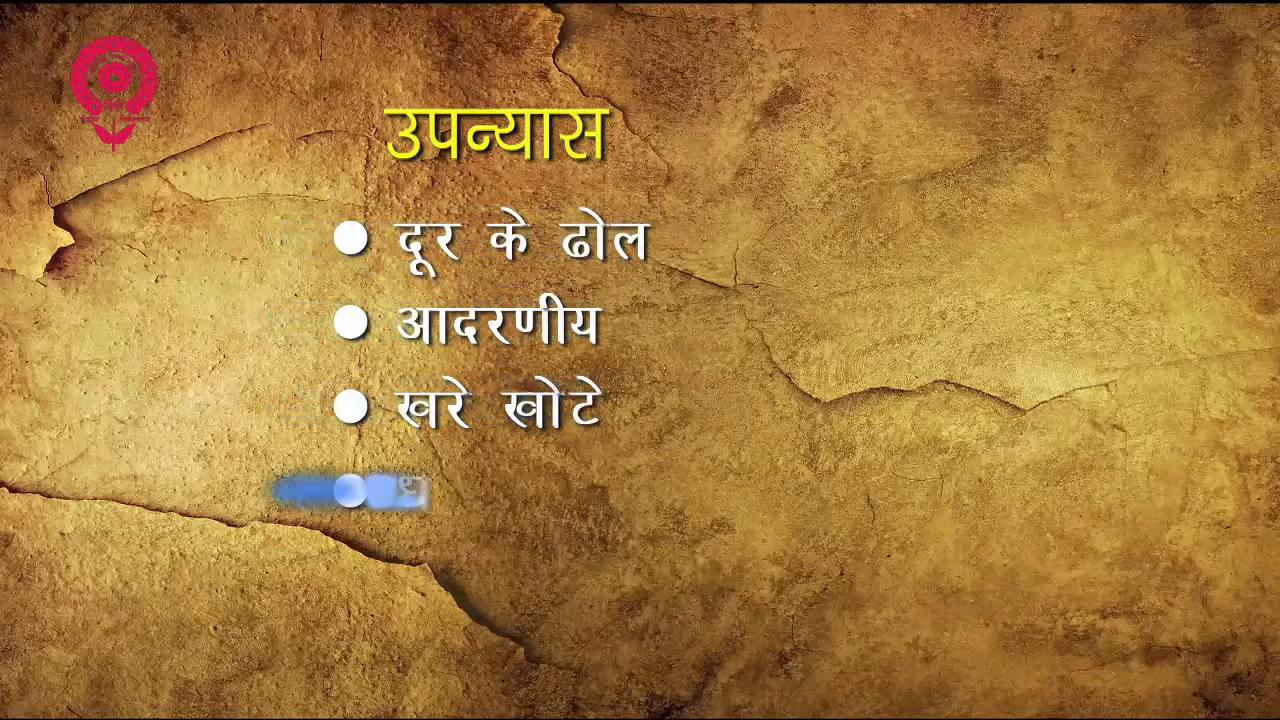 उपन्यास
दूर के ढोल
आदरणीय
खरे खोटे